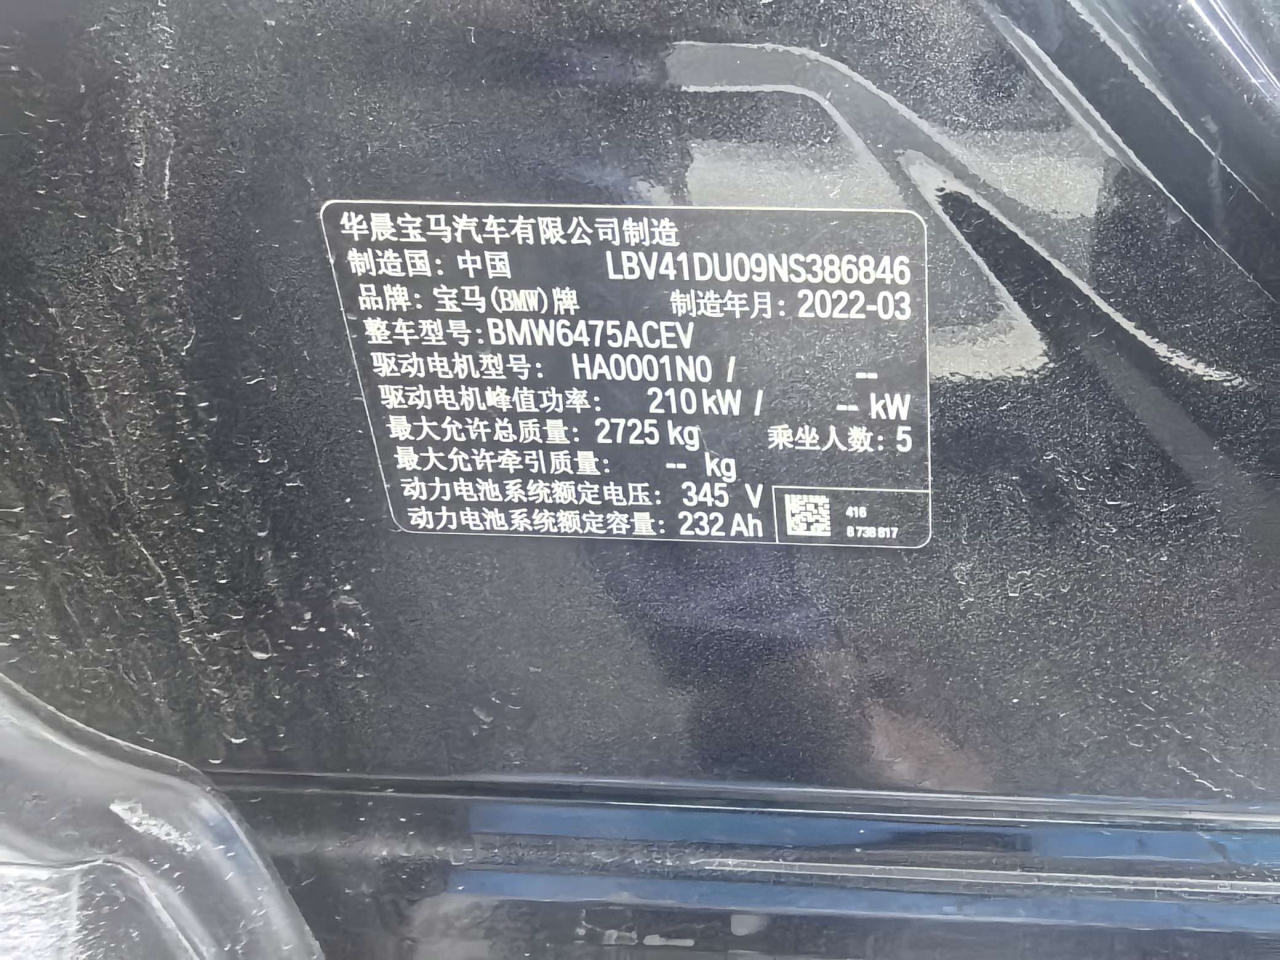 华晨宝马汽车有限公司制造
制造国：中国 LBV41DU09NS386846
品牌：宝马(BMW)牌 制造年月：2022-03
整车型号：BMW6475ACEV
驱动电机型号： HA0001N0 / --
驱动电机峰值功率： 210 kW / -- kW
最大允许总质量：2725 kg 乘坐人数：5
最大允许牵引质量： -- kg
动力电池系统额定电压：345 V
动力电池系统额定容量：232 Ah
416
8 738 817